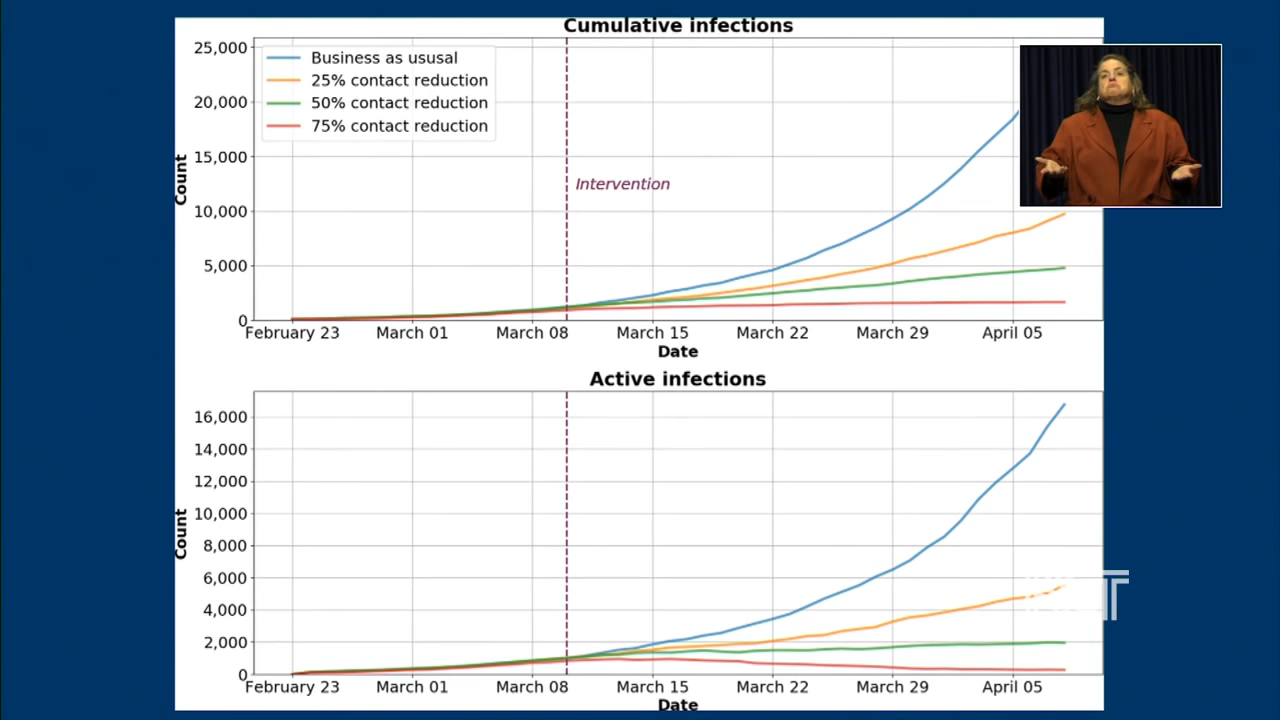 Cumulative infections
25,000
20,000
15,000
10,000
5,000
0
Count
Business as ususal
25% contact reduction
50% contact reduction
75% contact reduction
Intervention
February 23 March 01 March 08 March 15 March 22 March 29 April 05
Date
Active infections
16,000
14,000
12,000
10,000
8,000
6,000
4,000
2,000
0
Count
February 23 March 01 March 08 March 15 March 22 March 29 April 05
Date